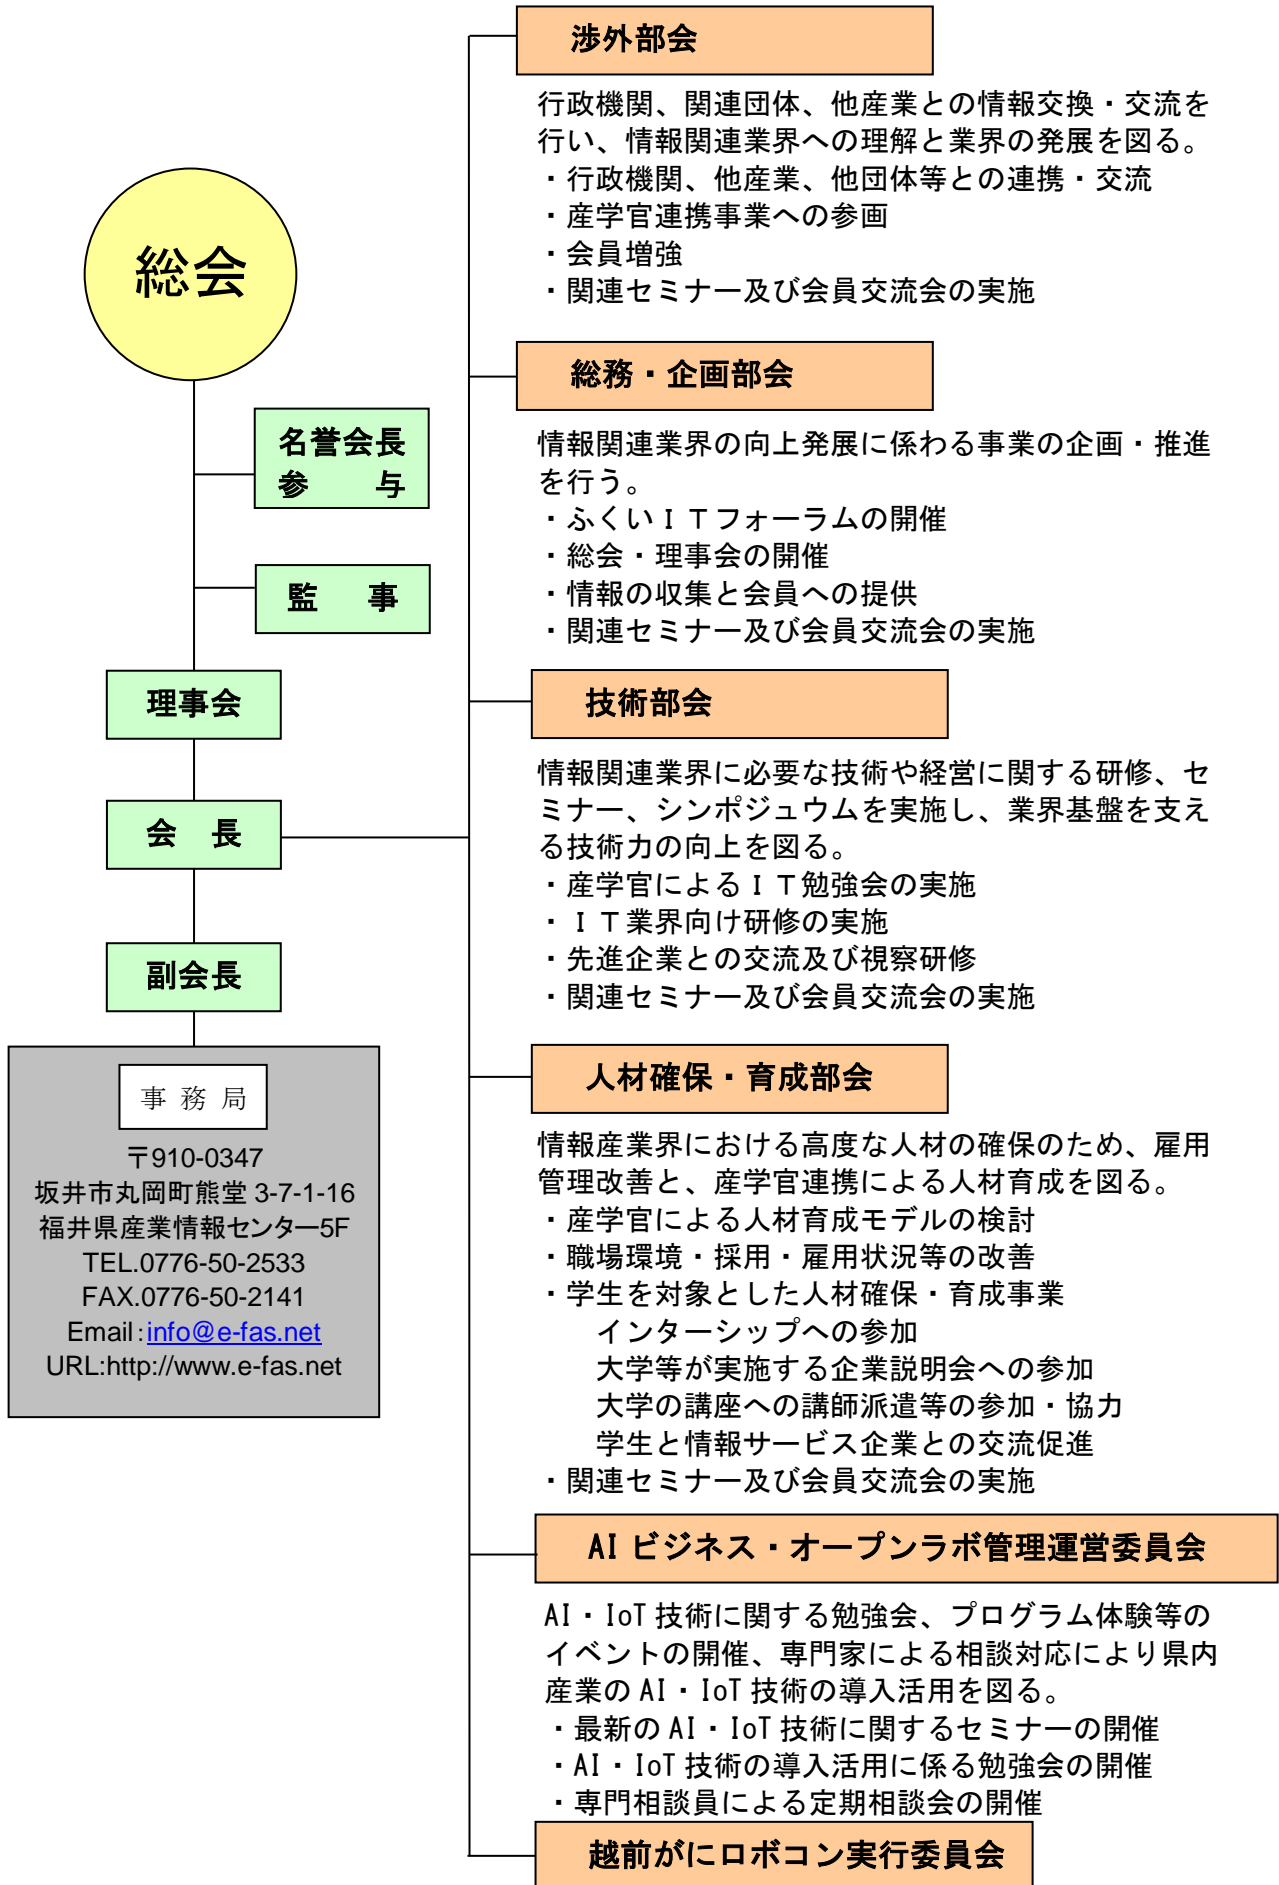 総会
名誉会長
参　　与
監　事
理事会
会　長
副会長
事 務 局
〒910-0347
坂井市丸岡町熊堂 3-7-1-16
福井県産業情報センター5F
TEL.0776-50-2533
FAX.0776-50-2141
Email：info@e-fas.net
URL:http://www.e-fas.net
渉外部会
行政機関、関連団体、他産業との情報交換・交流を
行い、情報関連業界への理解と業界の発展を図る。
・行政機関、他産業、他団体等との連携・交流
・産学官連携事業への参画
・会員増強
・関連セミナー及び会員交流会の実施
総務・企画部会
情報関連業界の向上発展に係わる事業の企画・推進
を行う。
・ふくいＩＴフォーラムの開催
・総会・理事会の開催
・情報の収集と会員への提供
・関連セミナー及び会員交流会の実施
技術部会
情報関連業界に必要な技術や経営に関する研修、セ
ミナー、シンポジュウムを実施し、業界基盤を支え
る技術力の向上を図る。
・産学官によるＩＴ勉強会の実施
・ＩＴ業界向け研修の実施
・先進企業との交流及び視察研修
・関連セミナー及び会員交流会の実施
人材確保・育成部会
情報産業界における高度な人材の確保のため、雇用
管理改善と、産学官連携による人材育成を図る。
・産学官による人材育成モデルの検討
・職場環境・採用・雇用状況等の改善
・学生を対象とした人材確保・育成事業
インターシップへの参加
大学等が実施する企業説明会への参加
大学の講座への講師派遣等の参加・協力
学生と情報サービス企業との交流促進
・関連セミナー及び会員交流会の実施
AI ビジネス・オープンラボ管理運営委員会
AI・IoT 技術に関する勉強会、プログラム体験等の
イベントの開催、専門家による相談対応により県内
産業の AI・IoT 技術の導入活用を図る。
・最新の AI・IoT 技術に関するセミナーの開催
・AI・IoT 技術の導入活用に係る勉強会の開催
・専門相談員による定期相談会の開催
越前がにロボコン実行委員会